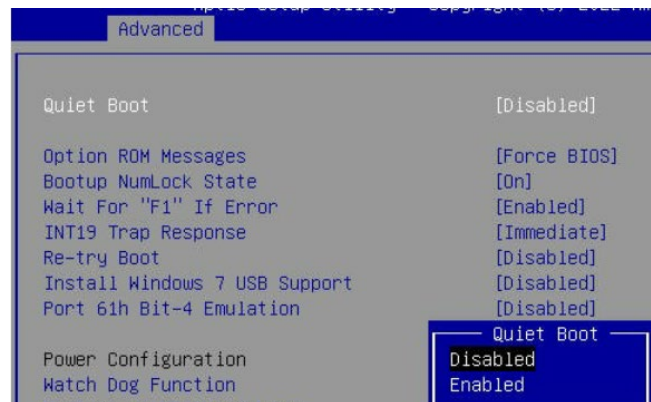 Advanced
Quiet Boot [Disabled]
Option ROM Messages [Force BIOS]
Bootup NumLock State [On]
Wait For "F1" If Error [Enabled]
INT19 Trap Response [Immediate]
Re-try Boot [Disabled]
Install Windows 7 USB Support [Disabled]
Port 61h Bit-4 Emulation [Disabled]
Quiet Boot
Power Configuration Disabled
Watch Dog Function Enabled